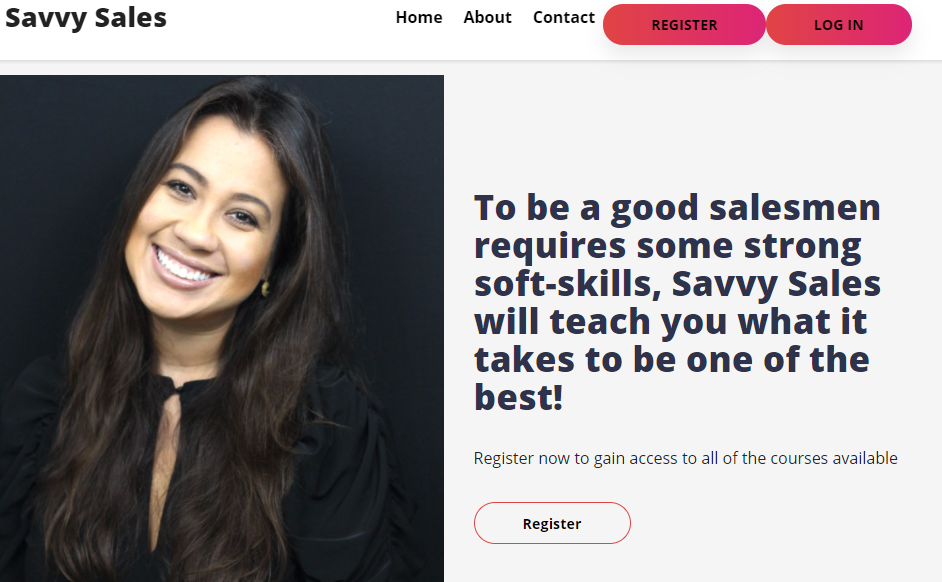 Savvy Sales
Home About Contact REGISTER LOG IN
To be a good salesmen
requires some strong
soft-skills, Savvy Sales
will teach you what it
takes to be one of the
best!
Register now to gain access to all of the courses available
Register